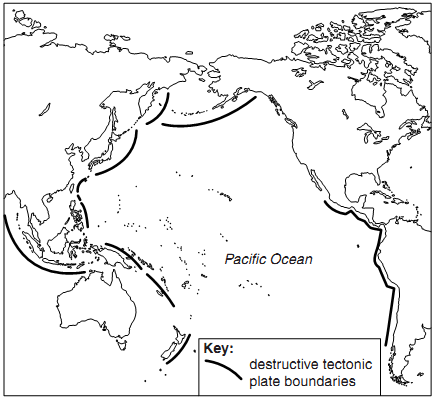 Pacific Ocean
Key:
destructive tectonic
plate boundaries